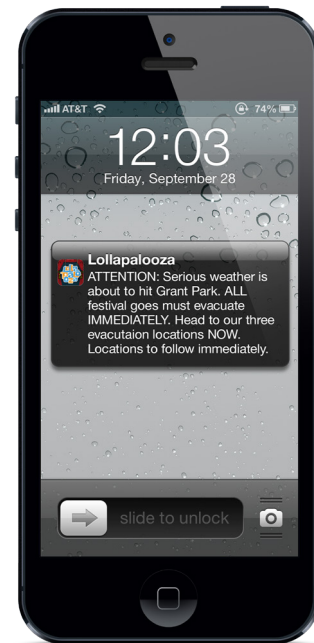 AT&T 74%
12:03
Friday, September 28
Lollapalooza
ATTENTION: Serious weather is
about to hit Grant Park. ALL
festival goes must evacuate
IMMEDIATELY. Head to our three
evacutaion locations NOW.
Locations to follow immediately.
slide to unlock